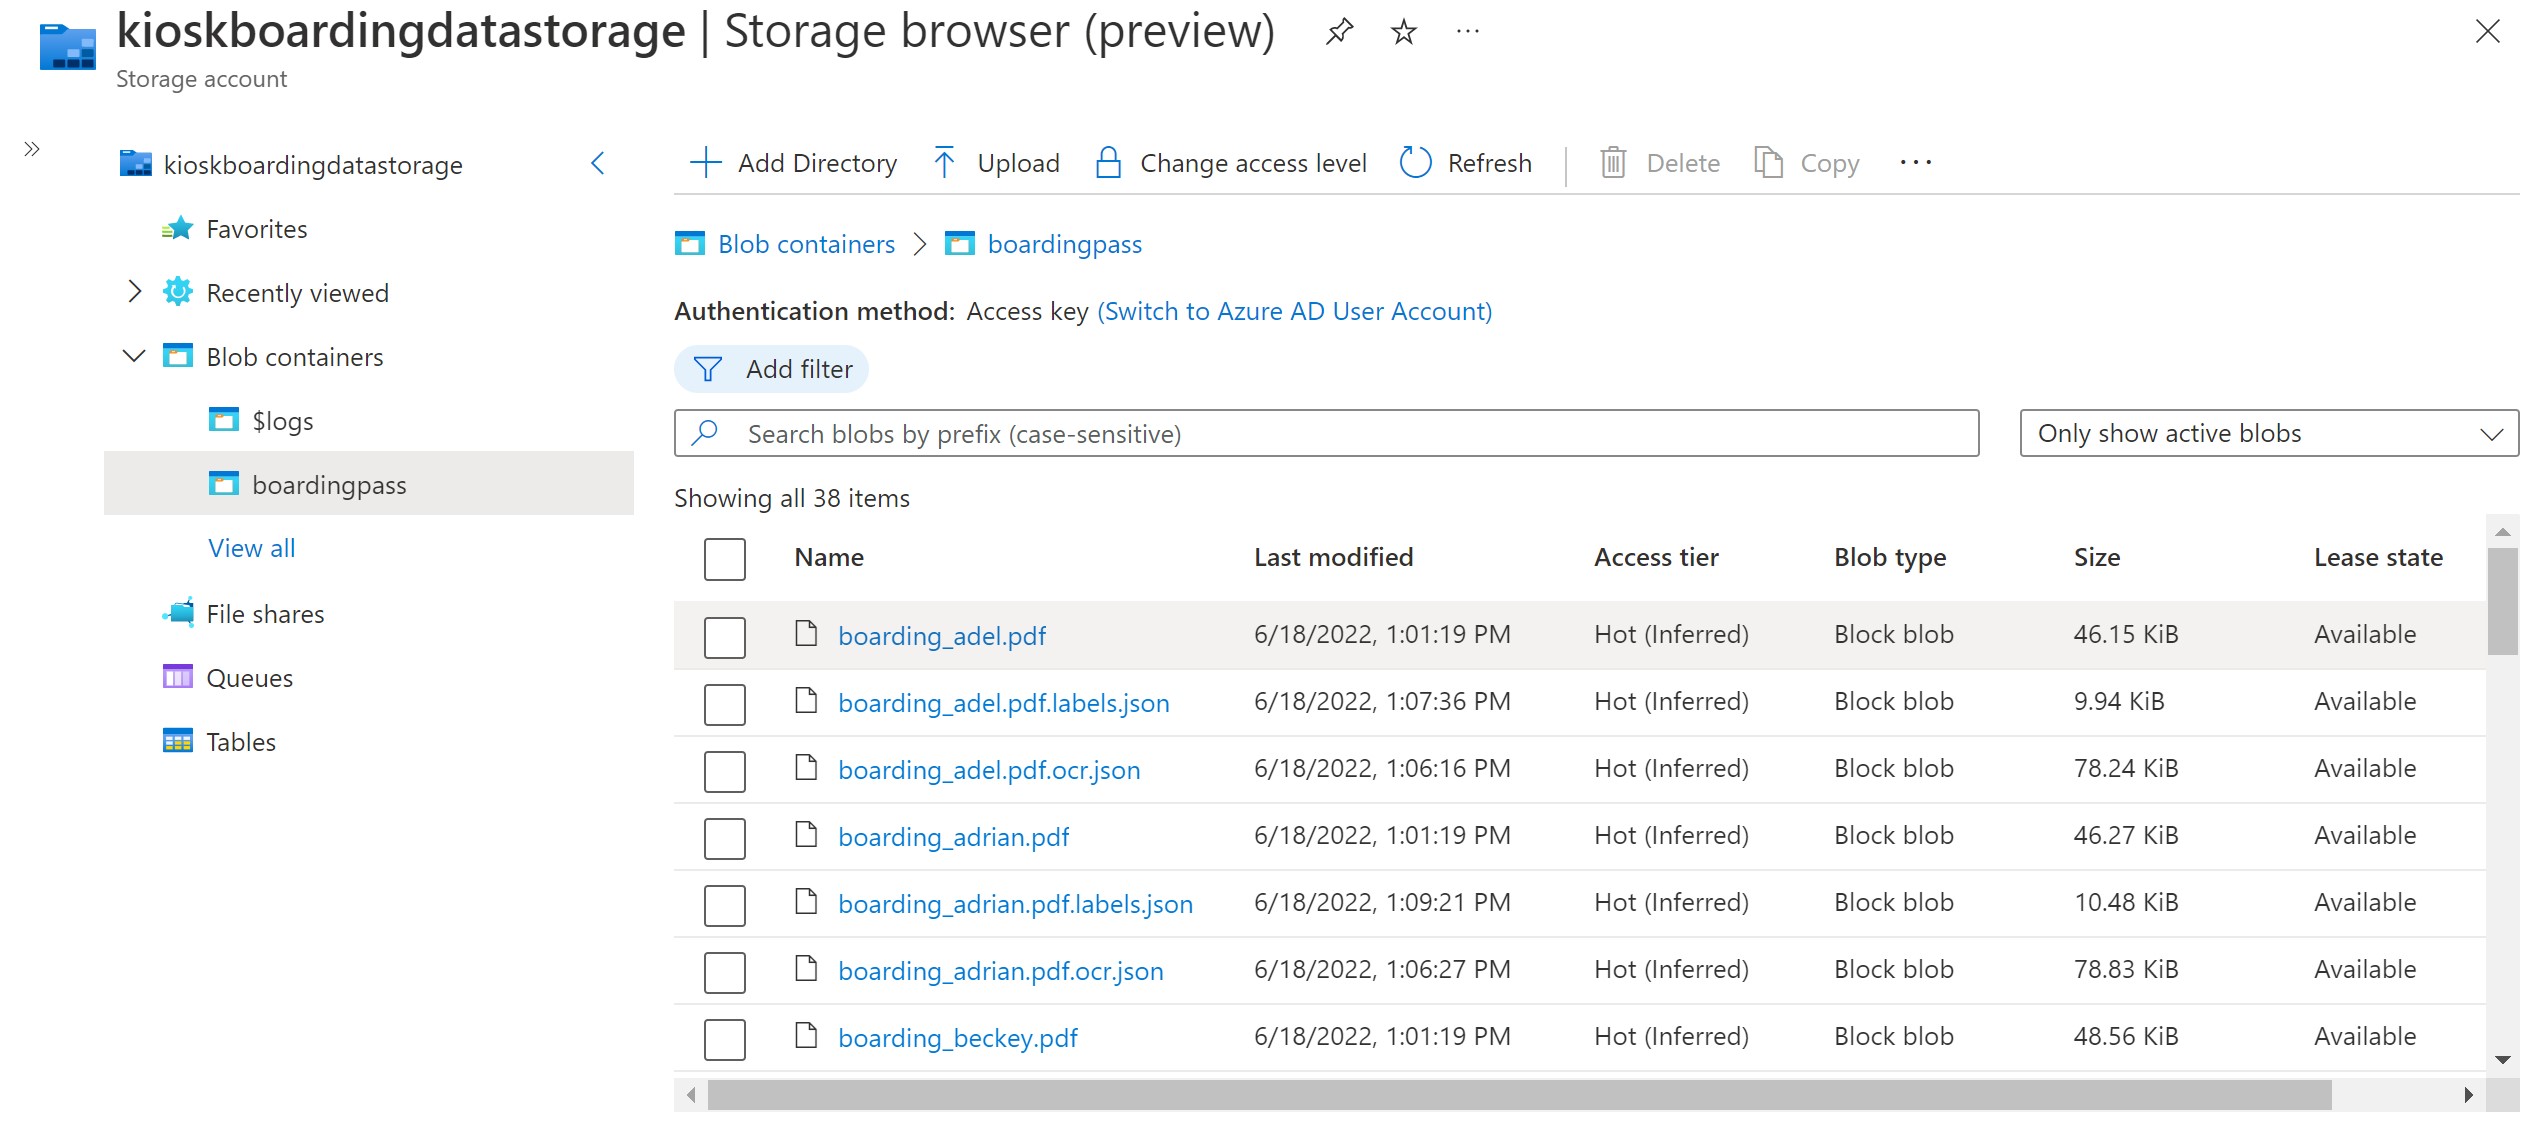 kioskboardingdatastorage | Storage browser (preview)
Storage account
kioskboardingdatastorage
Favorites
Recently viewed
Blob containers
$logs
boardingpass
View all
File shares
Queues
Tables
Add Directory Upload Change access level Refresh Delete Copy
Blob containers > boardingpass
Authentication method: Access key (Switch to Azure AD User Account)
Add filter
Search blobs by prefix (case-sensitive) Only show active blobs
Showing all 38 items
Name Last modified Access tier Blob type Size Lease state
boarding_adel.pdf 6/18/2022, 1:01:19 PM Hot (Inferred) Block blob 46.15 KiB Available
boarding_adel.pdf.labels.json 6/18/2022, 1:07:36 PM Hot (Inferred) Block blob 9.94 KiB Available
boarding_adel.pdf.ocr.json 6/18/2022, 1:06:16 PM Hot (Inferred) Block blob 78.24 KiB Available
boarding_adrian.pdf 6/18/2022, 1:01:19 PM Hot (Inferred) Block blob 46.27 KiB Available
boarding_adrian.pdf.labels.json 6/18/2022, 1:09:21 PM Hot (Inferred) Block blob 10.48 KiB Available
boarding_adrian.pdf.ocr.json 6/18/2022, 1:06:27 PM Hot (Inferred) Block blob 78.83 KiB Available
boarding_beckey.pdf 6/18/2022, 1:01:19 PM Hot (Inferred) Block blob 48.56 KiB Available